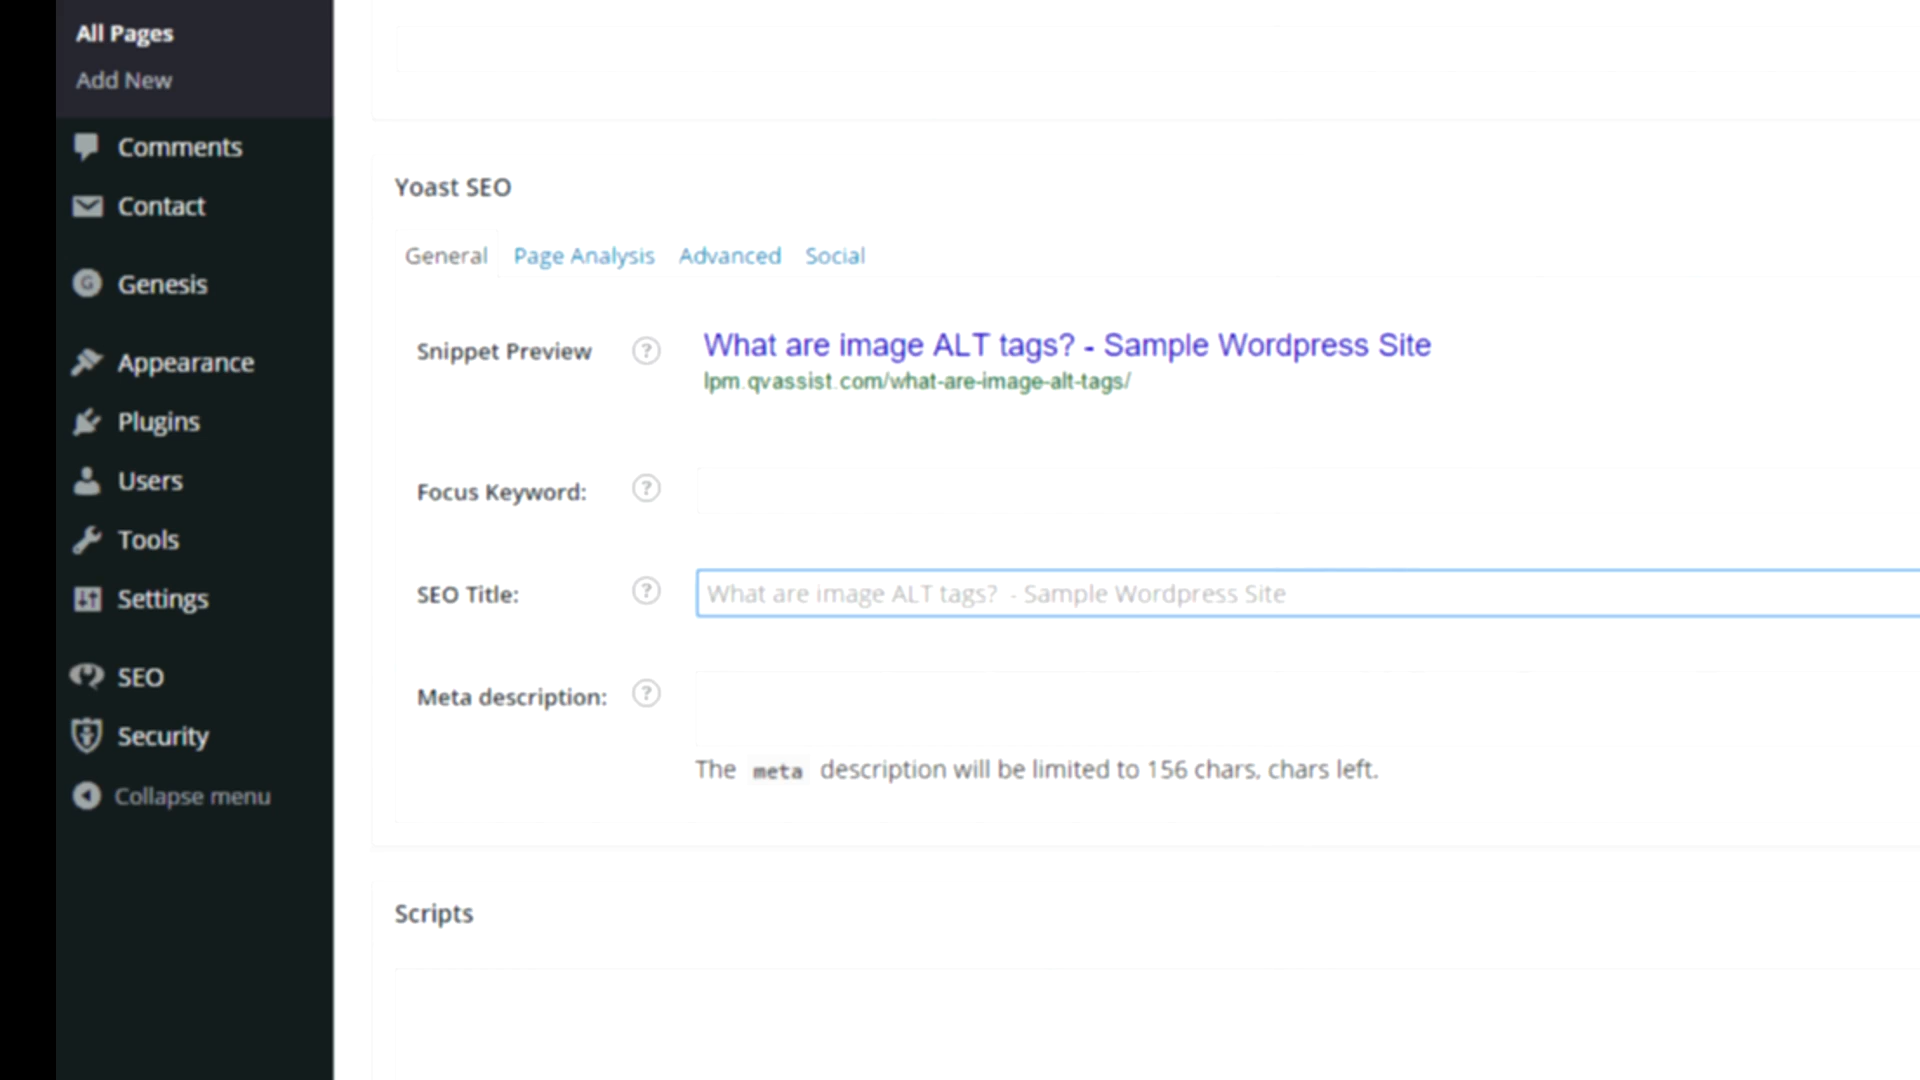 All Pages
Add New
Comments
Contact
Genesis
Appearance
Plugins
Users
Tools
Settings
SEO
Security
Collapse menu
Yoast SEO
General Page Analysis Advanced Social
Snippet Preview ? What are image ALT tags? - Sample Wordpress Site
lpm.qvassist.com/what-are-image-alt-tags/
Focus Keyword: ?
SEO Title: ? What are image ALT tags? - Sample Wordpress Site
Meta description: ?
The meta description will be limited to 156 chars, chars left.
Scripts